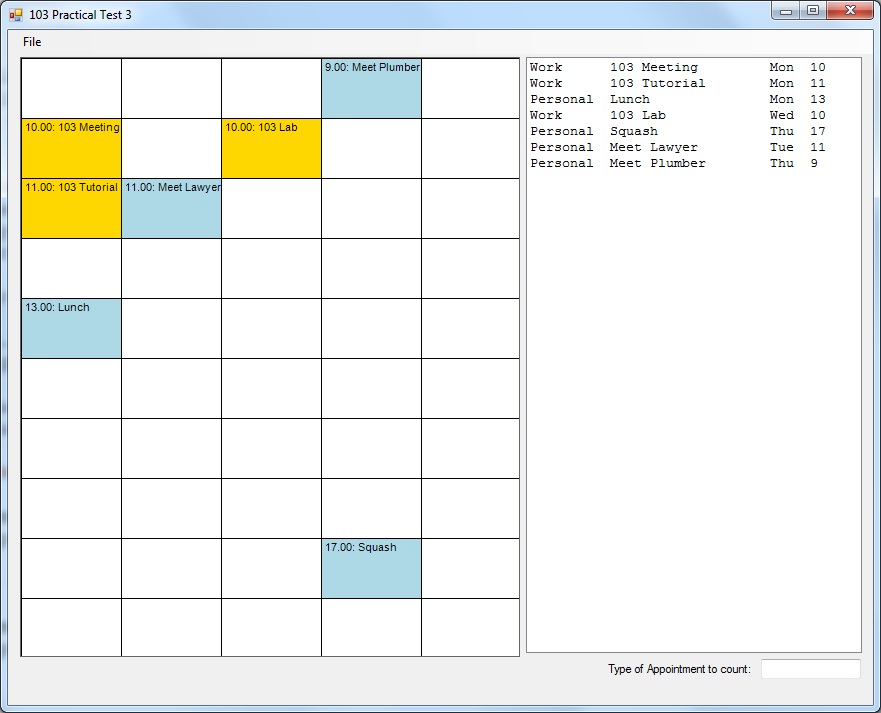 103 Practical Test 3
File
9.00: Meet Plumber
10.00: 103 Meeting
10.00: 103 Lab
11.00: 103 Tutorial
11.00: Meet Lawyer
13.00: Lunch
17.00: Squash
Work 103 Meeting Mon 10
Work 103 Tutorial Mon 11
Personal Lunch Mon 13
Work 103 Lab Wed 10
Personal Squash Thu 17
Personal Meet Lawyer Tue 11
Personal Meet Plumber Thu 9
Type of Appointment to count: